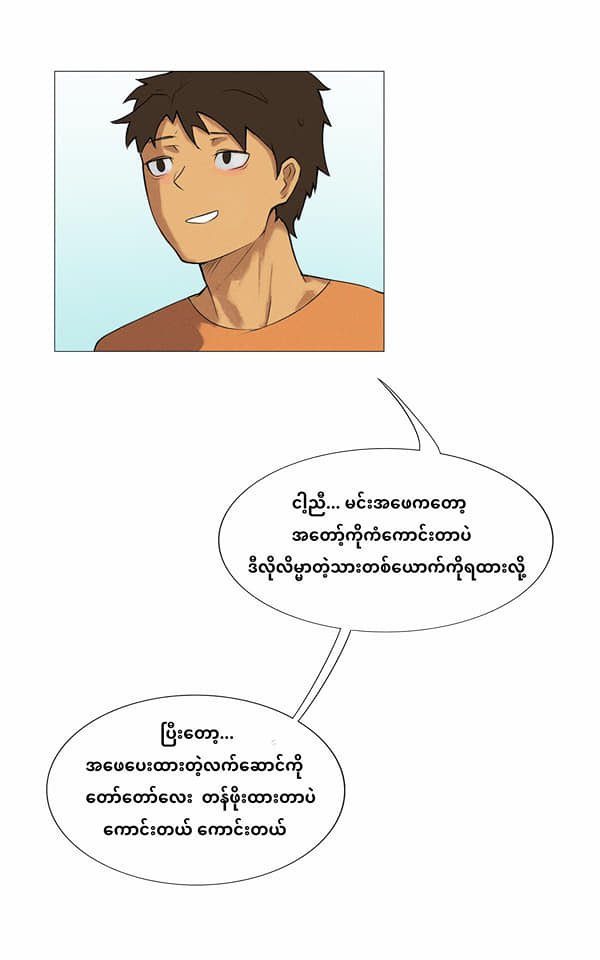 ငါ့ညီ... မင်းအဖေကတော့
အတော့်ကိုကံကောင်းတာပဲ
ဒီလိုလိမ္မာတဲ့သားတစ်ယောက်ကိုရထားလို့
ပြီးတော့...
အဖေပေးထားတဲ့လက်ဆောင်ကို
တော်တော်လေး တန်ဖိုးထားတာပဲ
ကောင်းတယ် ကောင်းတယ်